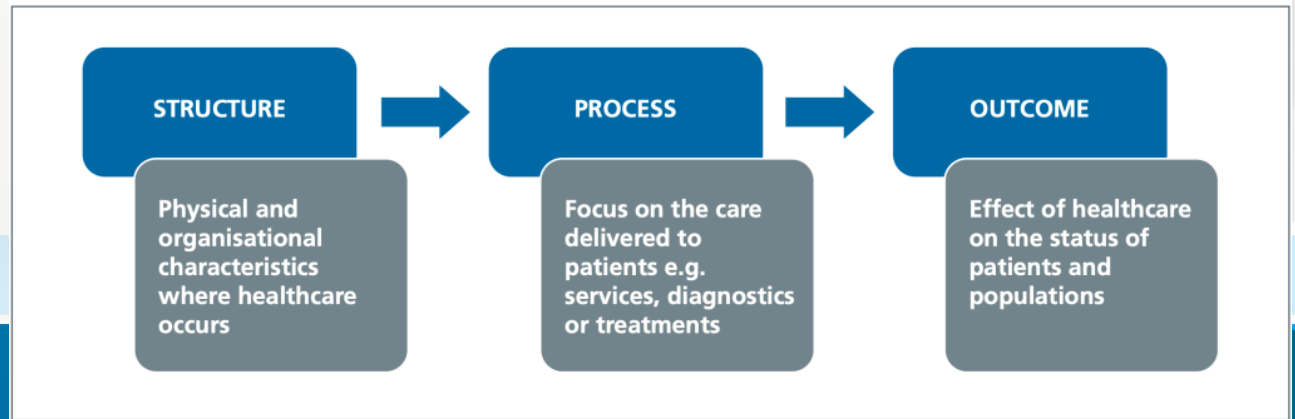 STRUCTURE
Physical and
organisational
characteristics
where healthcare
occurs
PROCESS
Focus on the care
delivered to
patients e.g.
services, diagnostics
or treatments
OUTCOME
Effect of healthcare
on the status of
patients and
populations